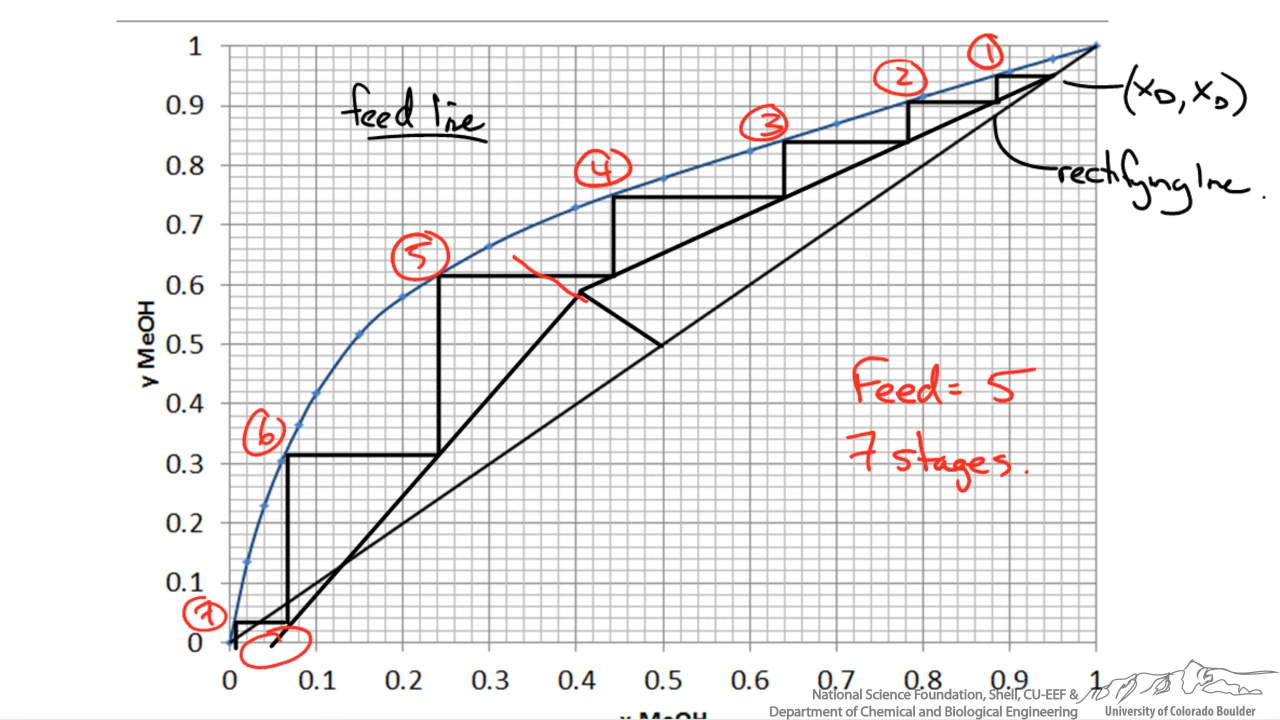 1
①
②
(x_D, x_D)
feed line
0.9
③
0.8
④
rectifying line.
0.7
⑤
0.6
y MeOH
0.5
Feed = 5
0.4
⑥
7 stages.
0.3
0.2
0.1
⑦
0
0 0.1 0.2 0.3 0.4 0.5 0.6 0.7 0.8 0.9 1
x MeOH
National Science Foundation, Shell, CU-EEF &
Department of Chemical and Biological Engineering
University of Colorado Boulder